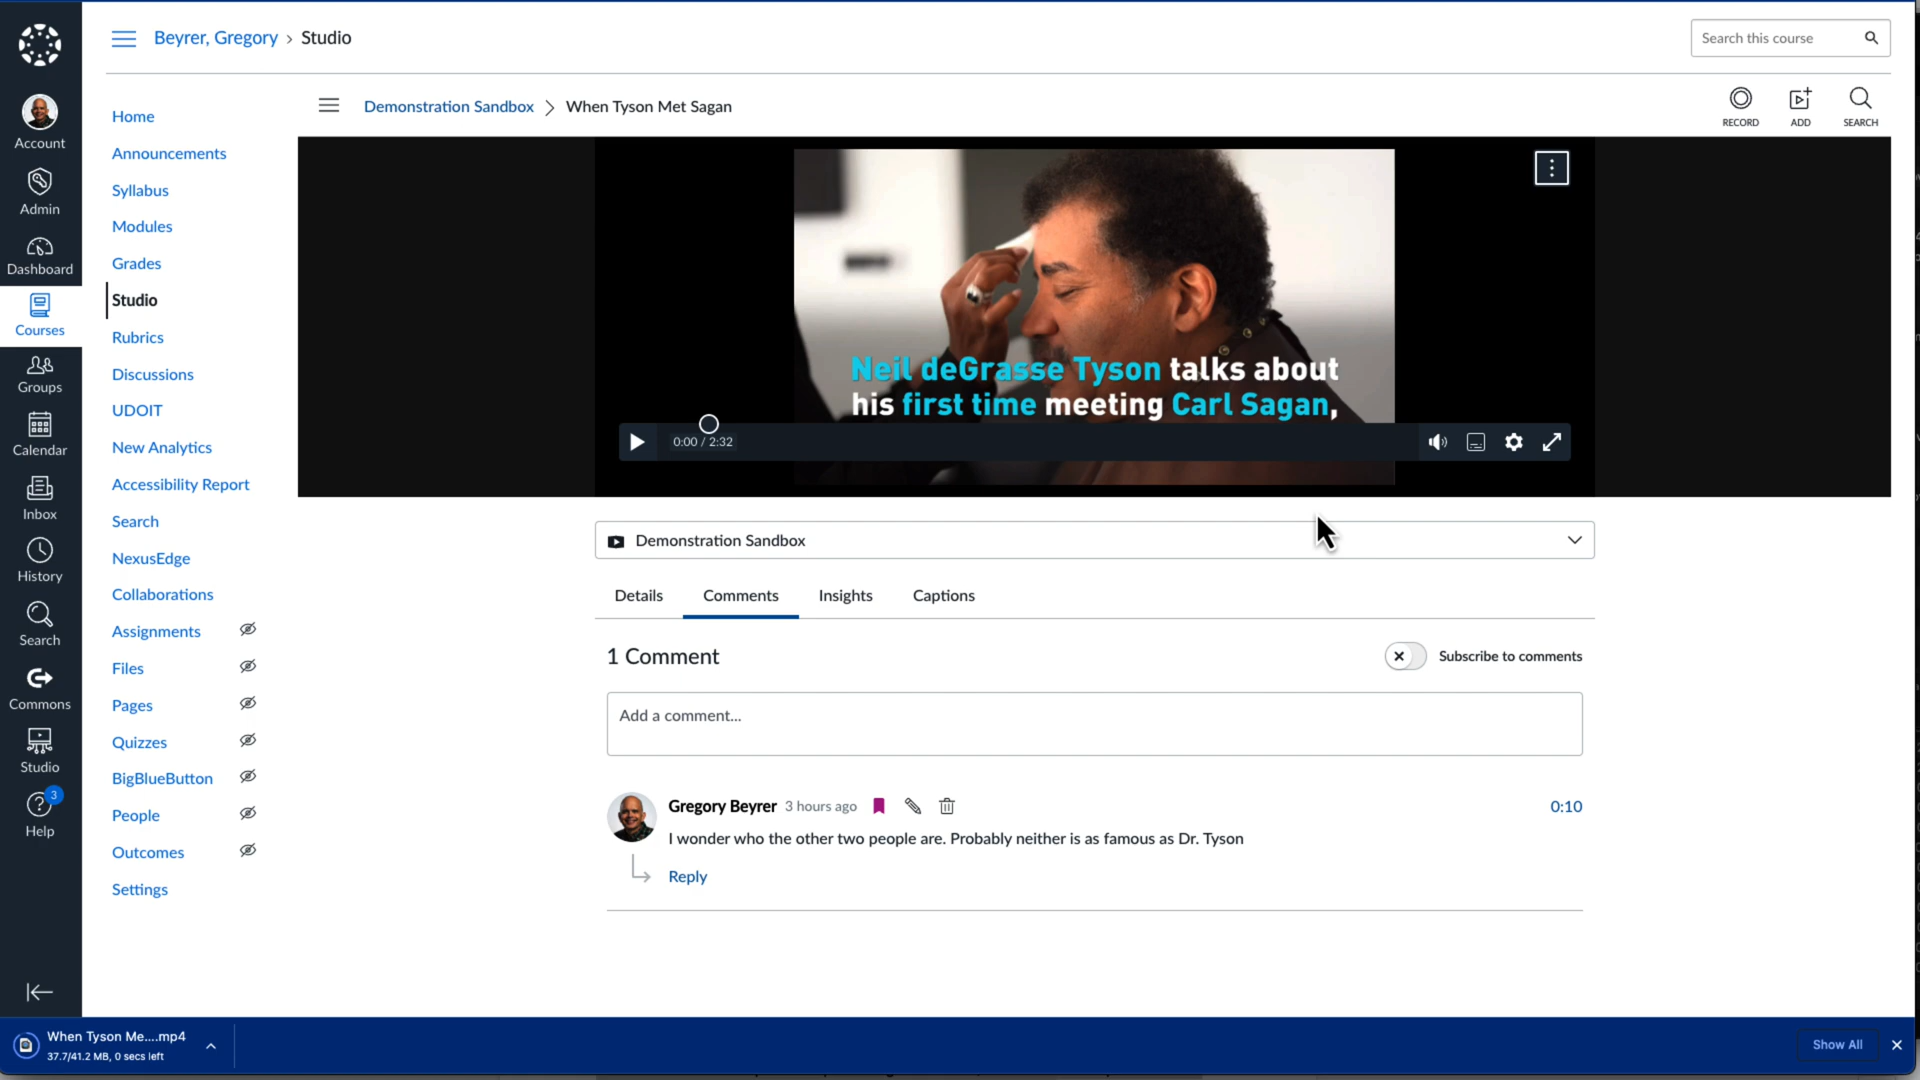 Beyrer, Gregory › Studio
Search this course
Account
Admin
Dashboard
Courses
Groups
Calendar
Inbox
History
Search
Commons
Studio
3
Help
Home
Announcements
Syllabus
Modules
Grades
Studio
Rubrics
Discussions
UDOIT
New Analytics
Accessibility Report
Search
NexusEdge
Collaborations
Assignments
Files
Pages
Quizzes
BigBlueButton
People
Outcomes
Settings
Demonstration Sandbox > When Tyson Met Sagan
RECORD ADD SEARCH
Neil deGrasse Tyson talks about
his first time meeting Carl Sagan,
0:00 / 2:32
Demonstration Sandbox
Details Comments Insights Captions
1 Comment
Subscribe to comments
Add a comment...
Gregory Beyrer 3 hours ago 0:10
I wonder who the other two people are. Probably neither is as famous as Dr. Tyson
Reply
When Tyson Me....mp4
37.7/41.2 MB, 0 secs left
Show All